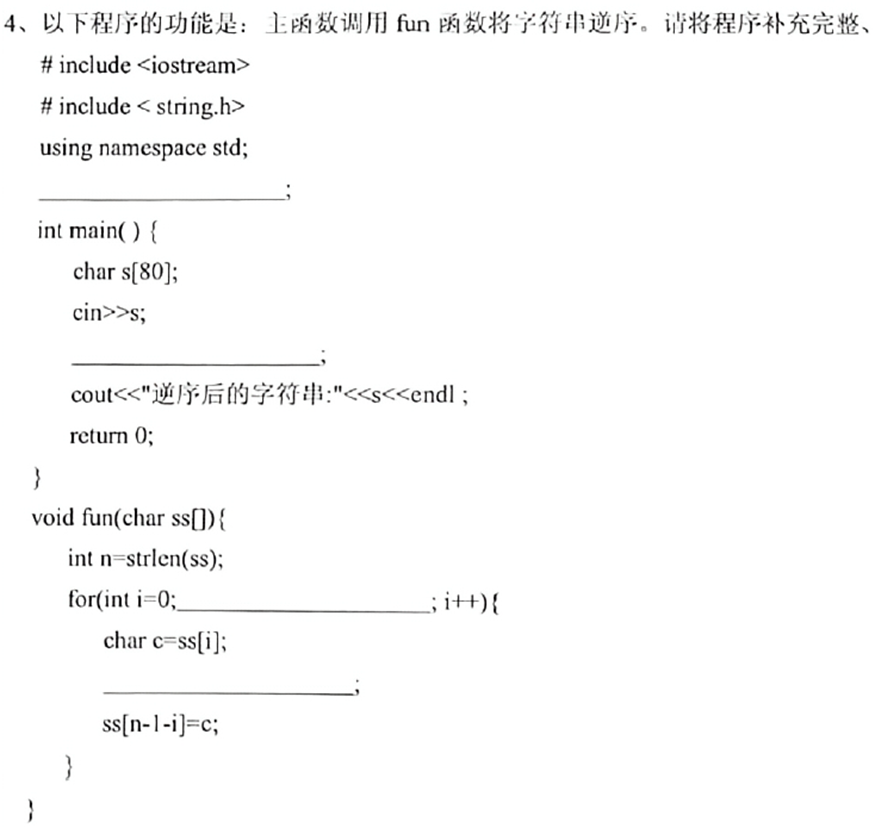 4、以下程序的功能是：主函数调用 fun 函数将字符串逆序。请将程序补充完整、
# include <iostream>
# include < string.h>
using namespace std;
____________________;
int main( ) {
char s[80];
cin>>s;
____________________;
cout<<"逆序后的字符串:"<<s<<endl ;
return 0;
}
void fun(char ss[]){
int n=strlen(ss);
for(int i=0;____________________; i++){
char c=ss[i];
____________________;
ss[n-1-i]=c;
}
}